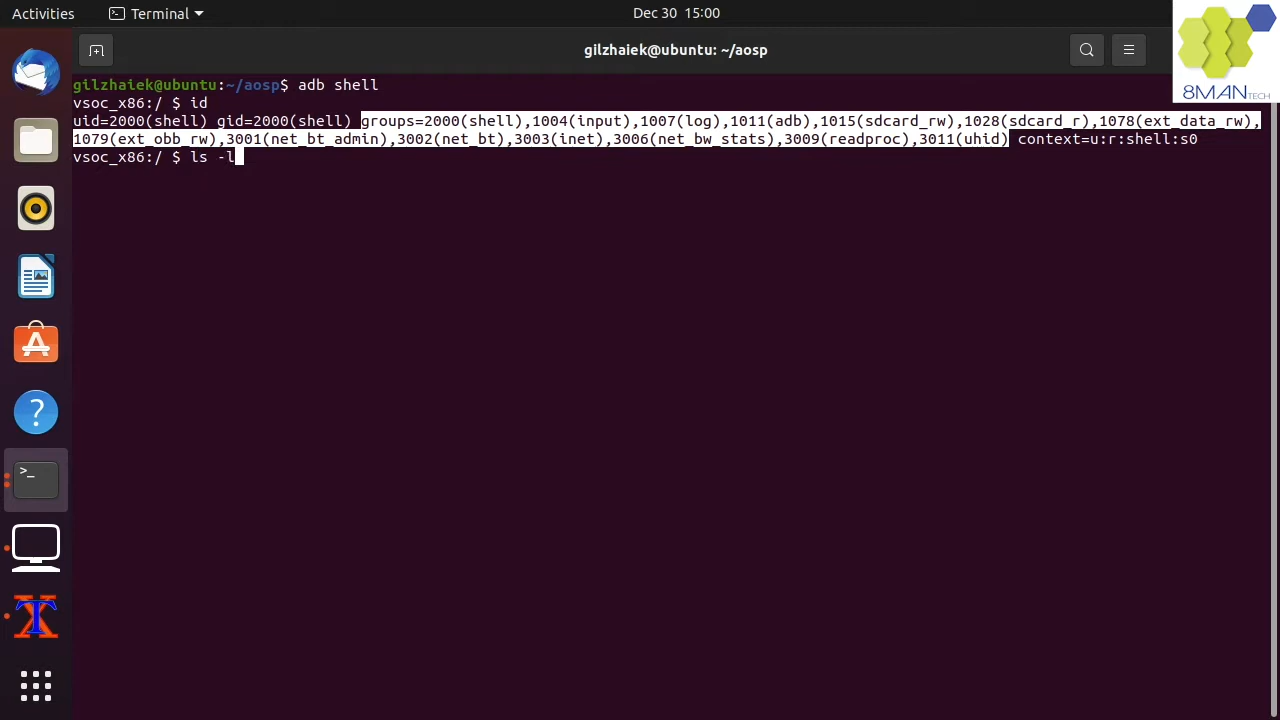 Activities
Terminal
Dec 30 15:00
gilzhaiek@ubuntu: ~/aosp
8MANTECH
gilzhaiek@ubuntu:~/aosp$ adb shell
vsoc_x86:/ $ id
uid=2000(shell) gid=2000(shell) groups=2000(shell),1004(input),1007(log),1011(adb),1015(sdcard_rw),1028(sdcard_r),1078(ext_data_rw),
1079(ext_obb_rw),3001(net_bt_admin),3002(net_bt),3003(inet),3006(net_bw_stats),3009(readproc),3011(uhid) context=u:r:shell:s0
vsoc_x86:/ $ ls -l